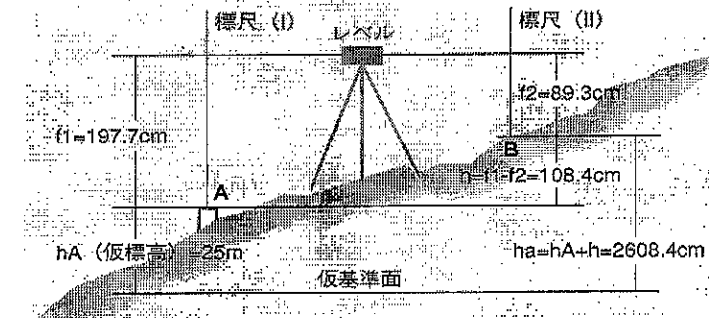 標尺 (I)
標尺 (II)
レベル
f2=89.3cm
f1=197.7cm
B
A
h=f1-f2=108.4cm
hA (仮標高) =25m
ha=hA+h=2608.4cm
仮基準面